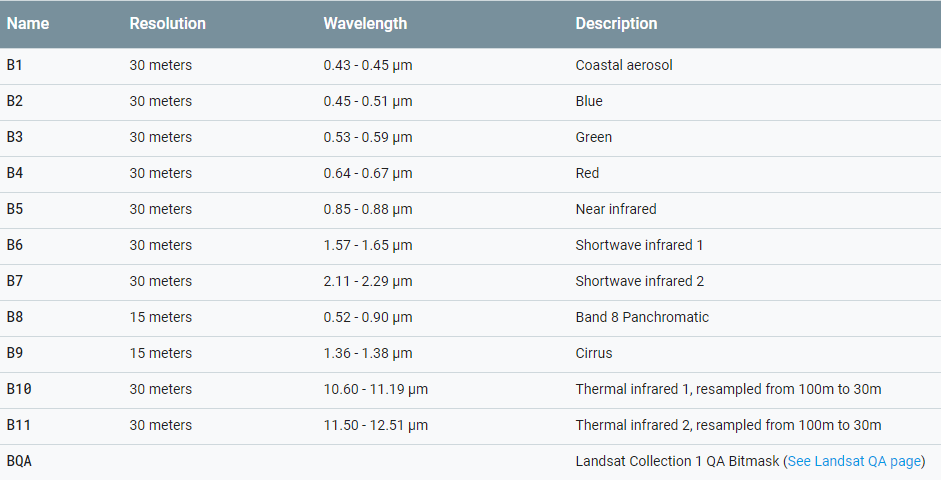 Name Resolution Wavelength Description
B1 30 meters 0.43 - 0.45 µm Coastal aerosol
B2 30 meters 0.45 - 0.51 µm Blue
B3 30 meters 0.53 - 0.59 µm Green
B4 30 meters 0.64 - 0.67 µm Red
B5 30 meters 0.85 - 0.88 µm Near infrared
B6 30 meters 1.57 - 1.65 µm Shortwave infrared 1
B7 30 meters 2.11 - 2.29 µm Shortwave infrared 2
B8 15 meters 0.52 - 0.90 µm Band 8 Panchromatic
B9 15 meters 1.36 - 1.38 µm Cirrus
B10 30 meters 10.60 - 11.19 µm Thermal infrared 1, resampled from 100m to 30m
B11 30 meters 11.50 - 12.51 µm Thermal infrared 2, resampled from 100m to 30m
BQA Landsat Collection 1 QA Bitmask (See Landsat QA page)